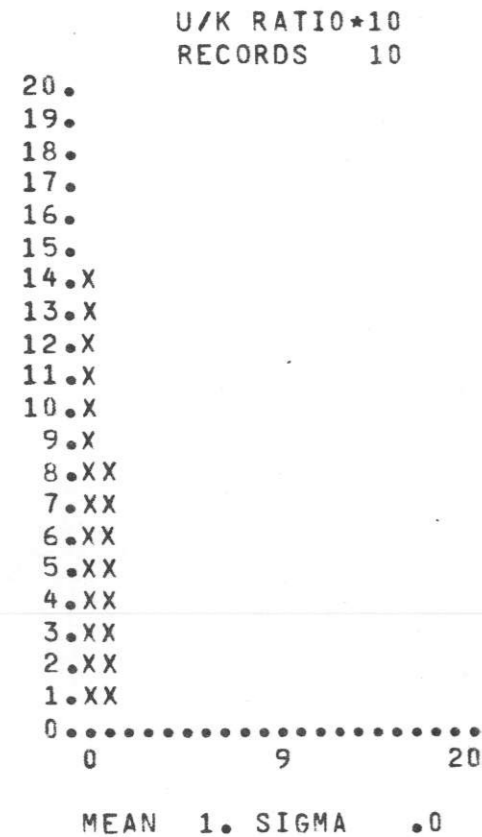 U/K RATIO*10
RECORDS 10
20.
19.
18.
17.
16.
15.
14.X
13.X
12.X
11.X
10.X
9.X
8.XX
7.XX
6.XX
5.XX
4.XX
3.XX
2.XX
1.XX
0......................
0 9 20
MEAN 1. SIGMA .0